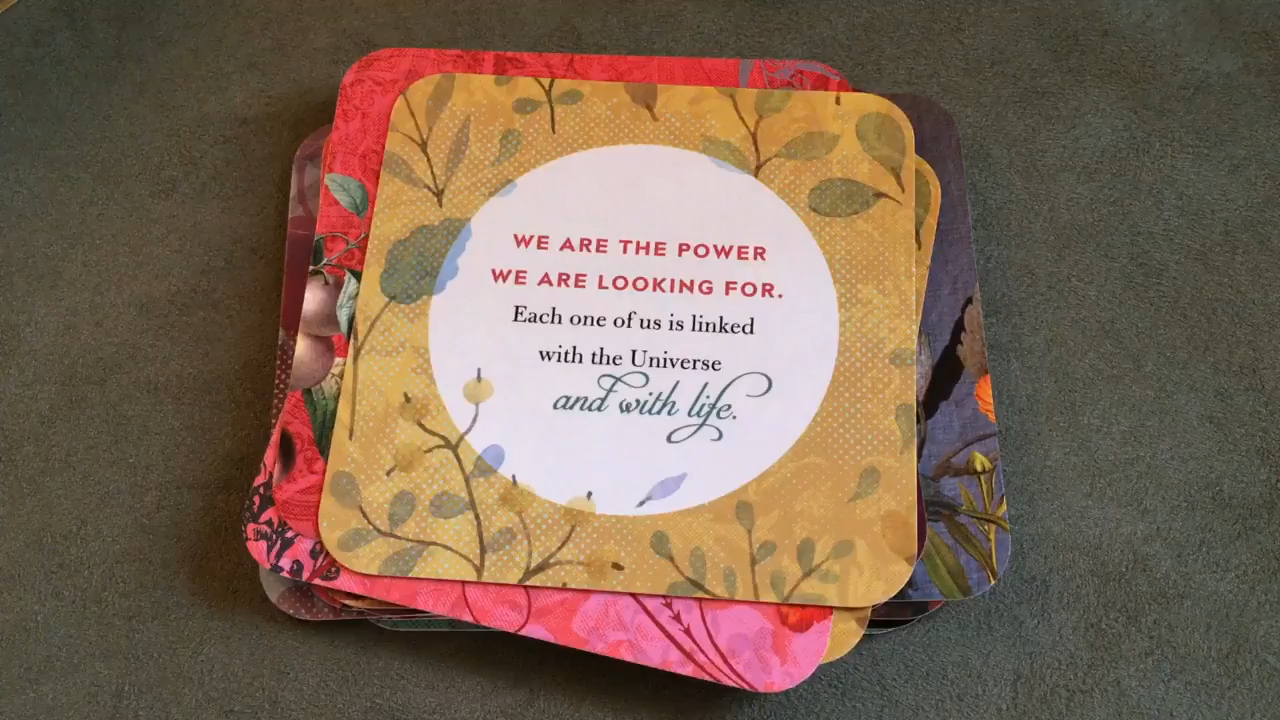 WE ARE THE POWER
WE ARE LOOKING FOR.
Each one of us is linked
with the Universe
and with life.